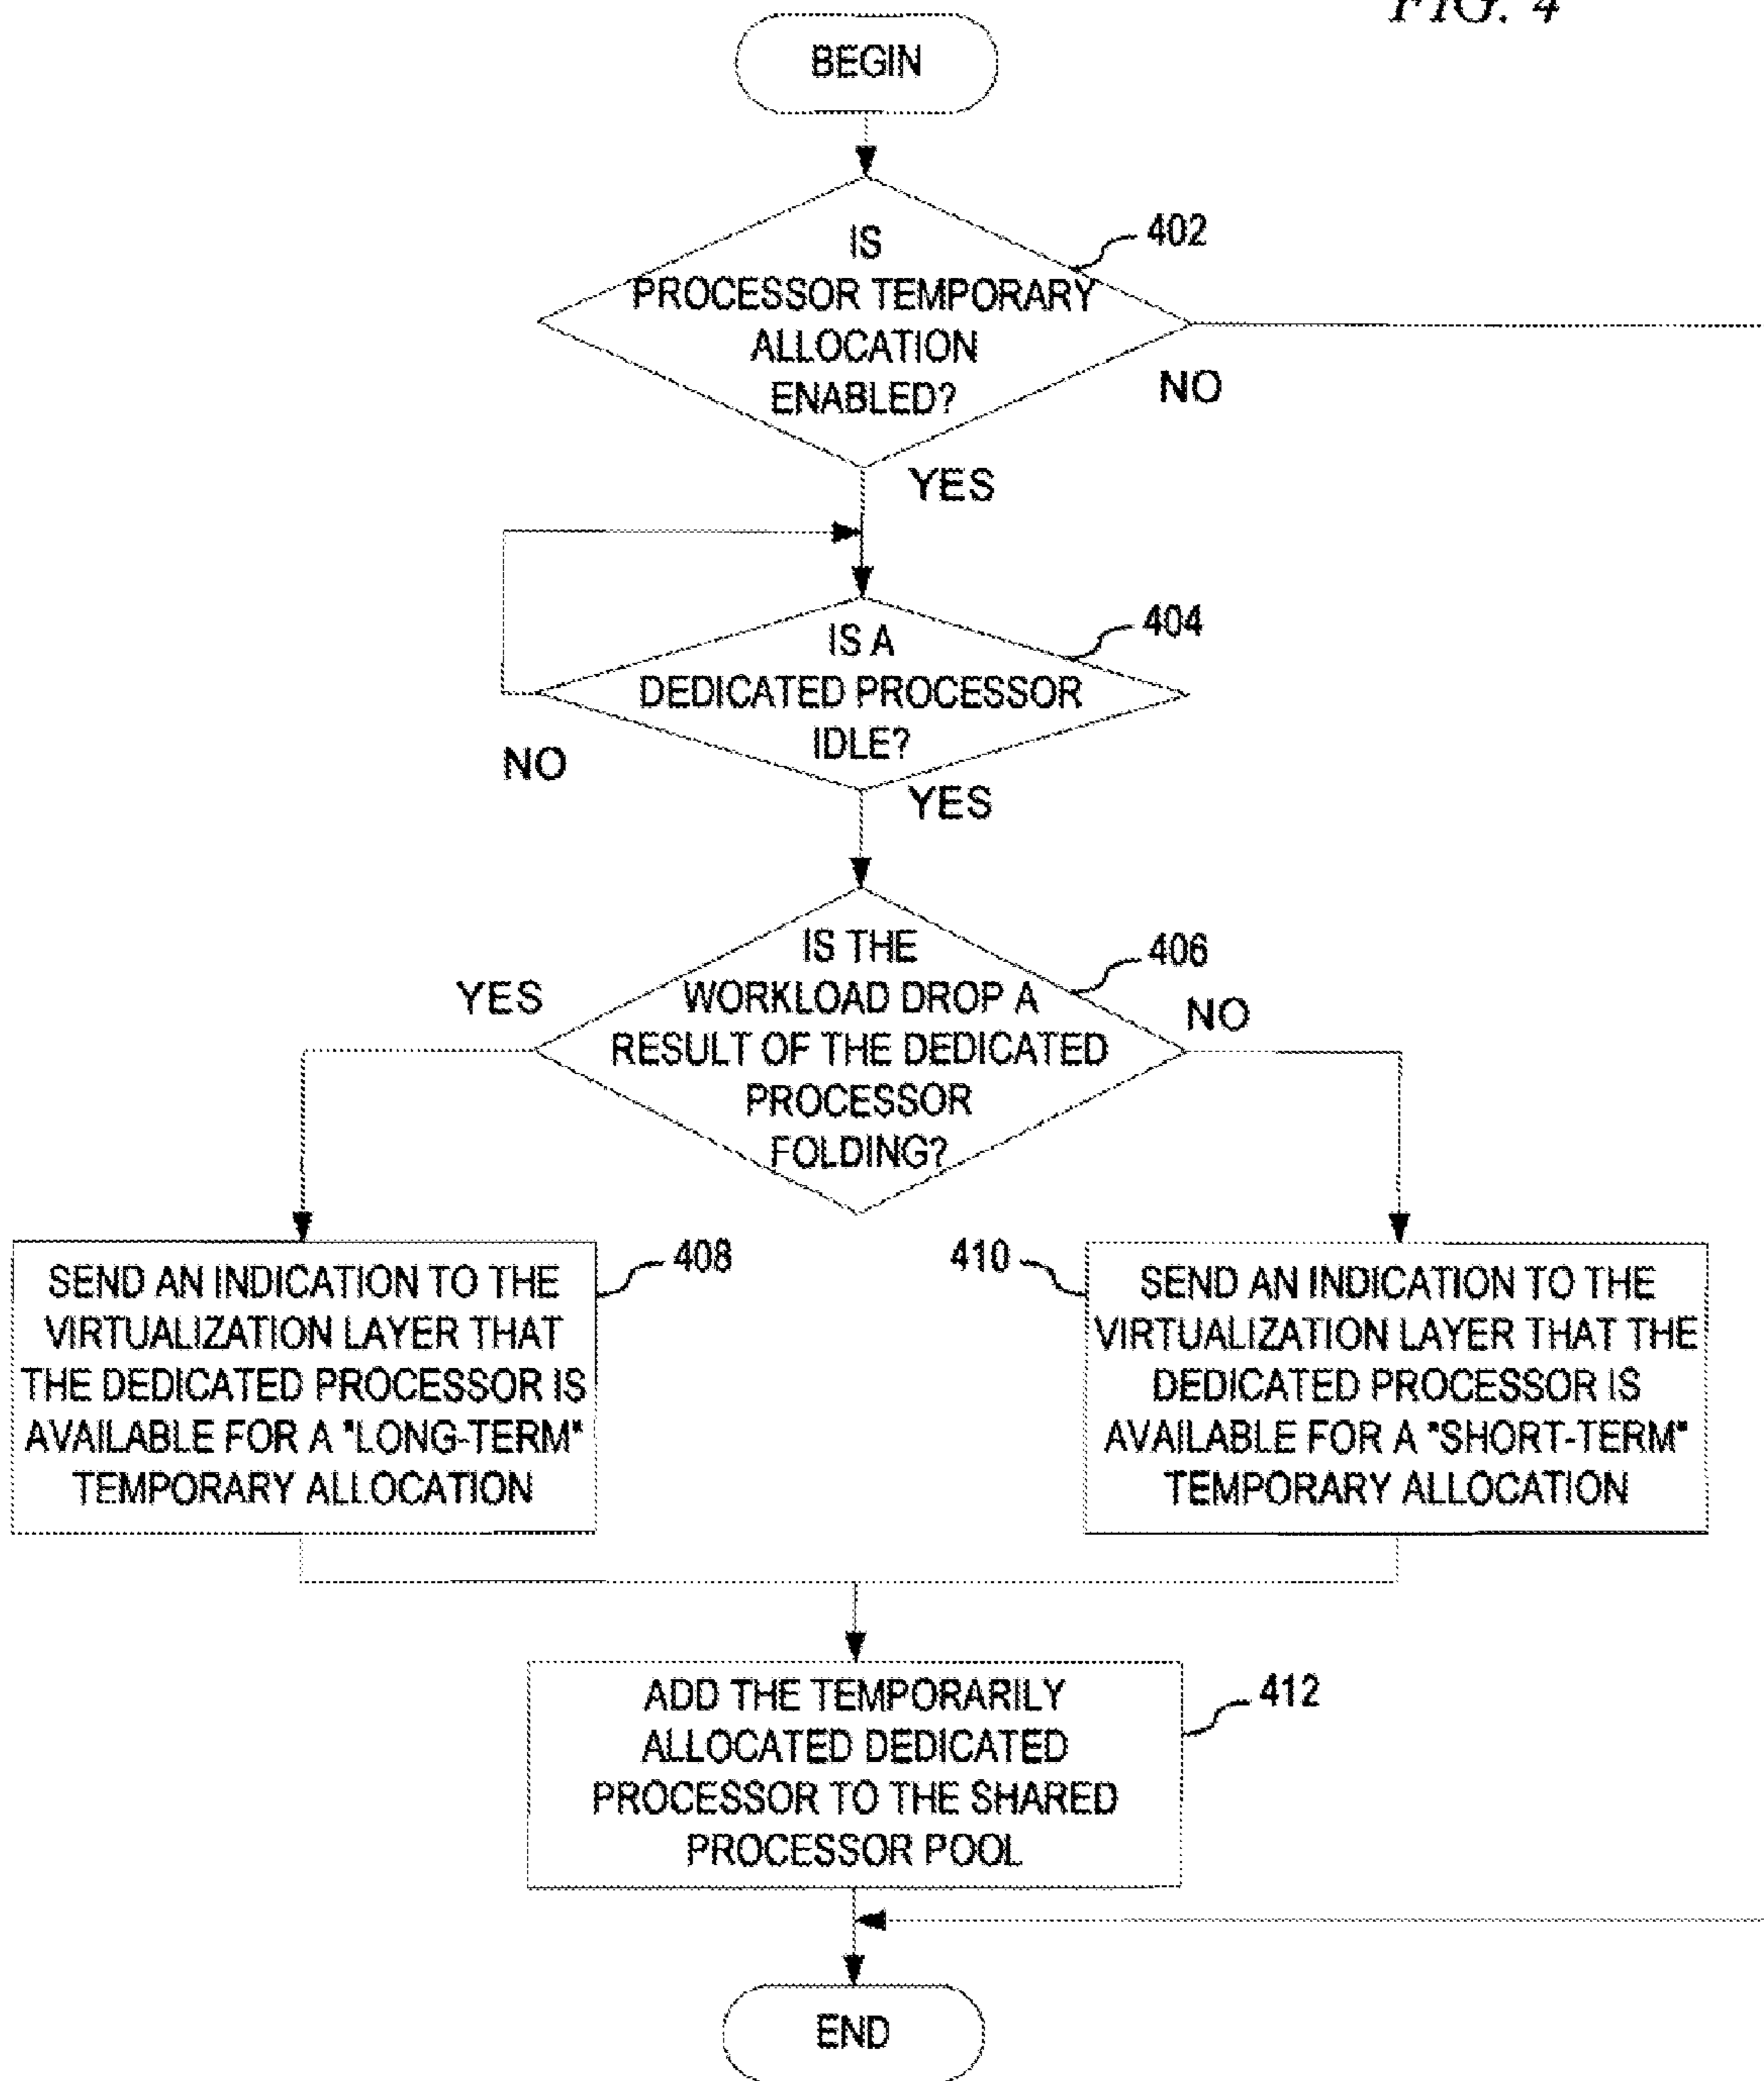 FIG. 4
BEGIN
IS
PROCESSOR TEMPORARY
ALLOCATION
ENABLED?
402
NO
YES
IS A
DEDICATED PROCESSOR
IDLE?
404
NO
YES
IS THE
WORKLOAD DROP A
RESULT OF THE DEDICATED
PROCESSOR
FOLDING?
406
YES
NO
SEND AN INDICATION TO THE
VIRTUALIZATION LAYER THAT
THE DEDICATED PROCESSOR IS
AVAILABLE FOR A "LONG-TERM"
TEMPORARY ALLOCATION
408
410
SEND AN INDICATION TO THE
VIRTUALIZATION LAYER THAT THE
DEDICATED PROCESSOR IS
AVAILABLE FOR A "SHORT-TERM"
TEMPORARY ALLOCATION
ADD THE TEMPORARILY
ALLOCATED DEDICATED
PROCESSOR TO THE SHARED
PROCESSOR POOL
412
END